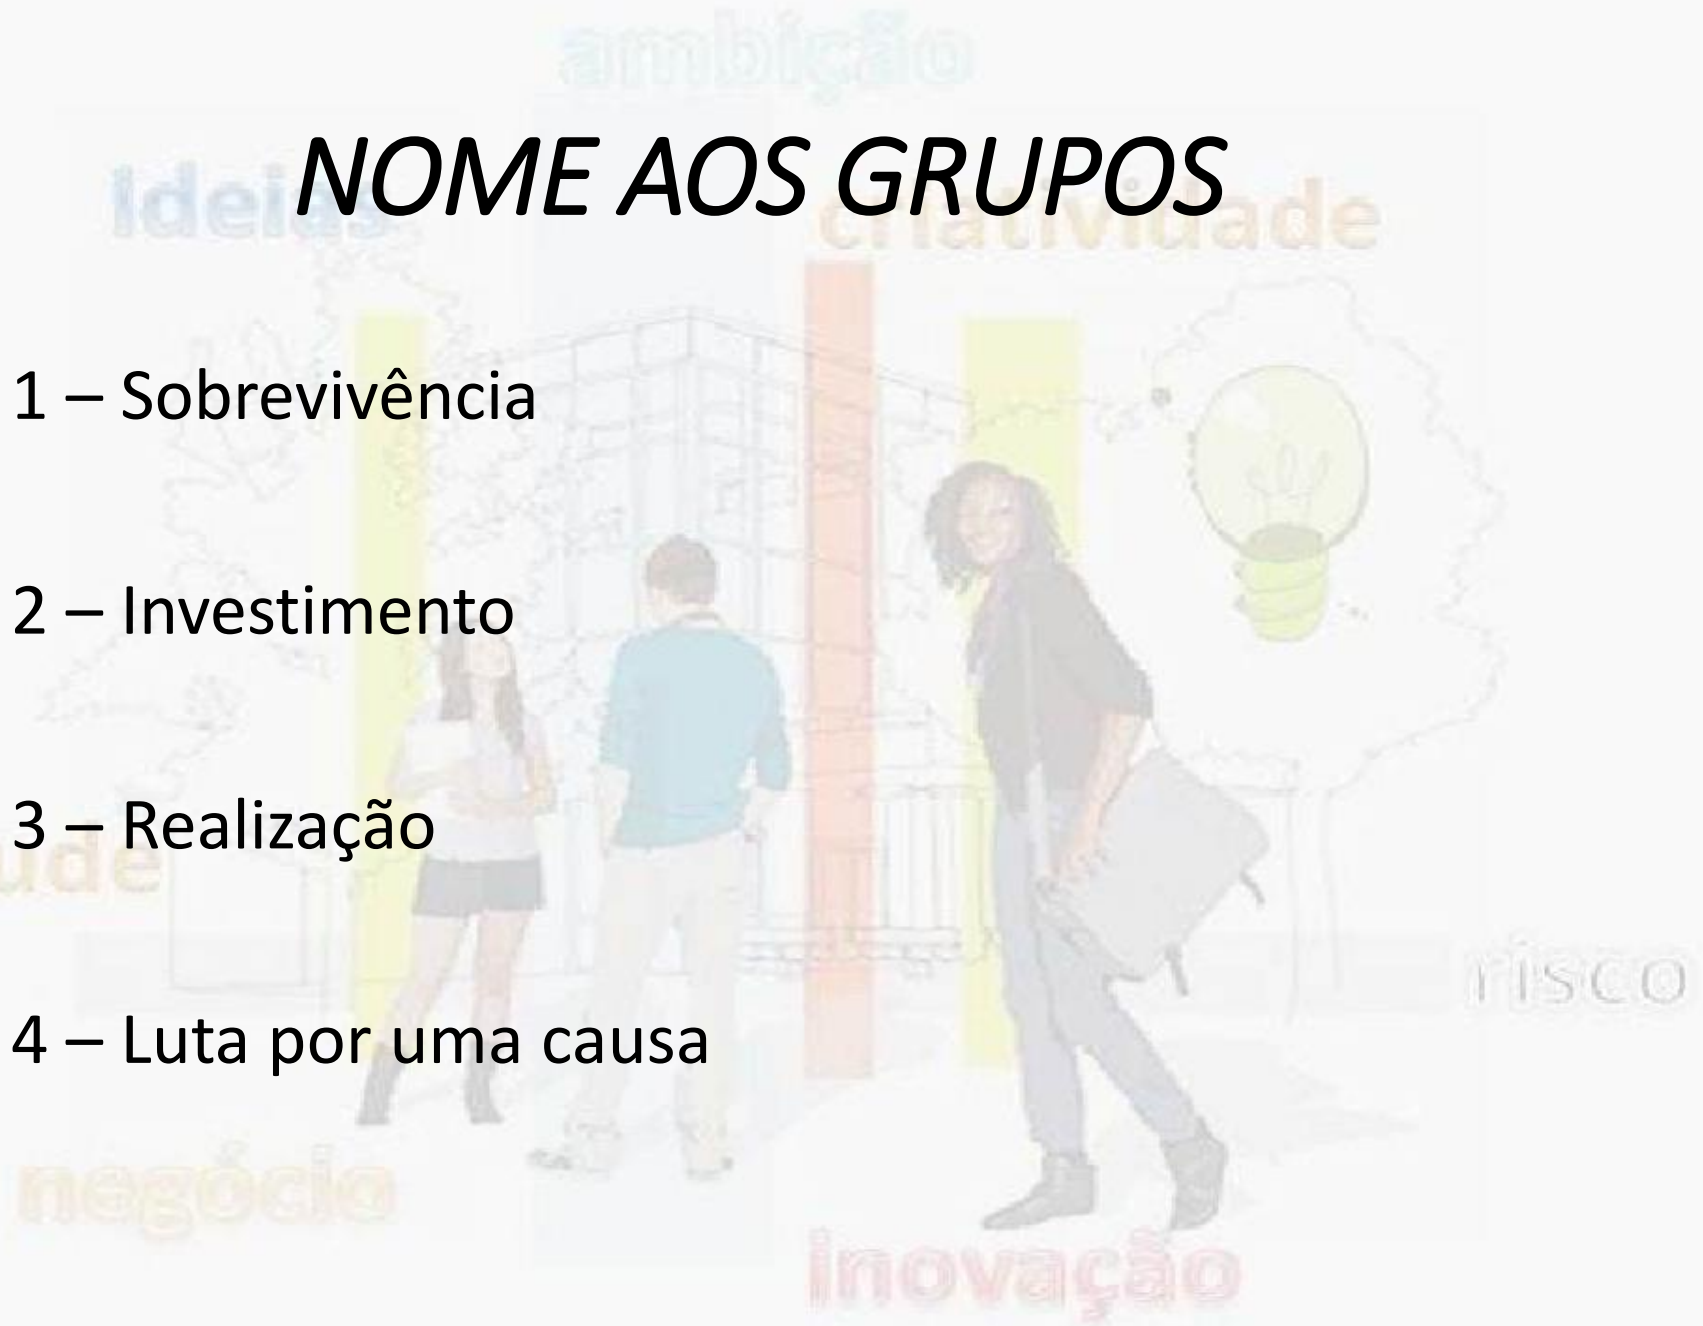 ambição
NOME AOS GRUPOS
Ideias
criatividade
1 – Sobrevivência
2 – Investimento
3 – Realização
ude
4 – Luta por uma causa
risco
negócio
inovação